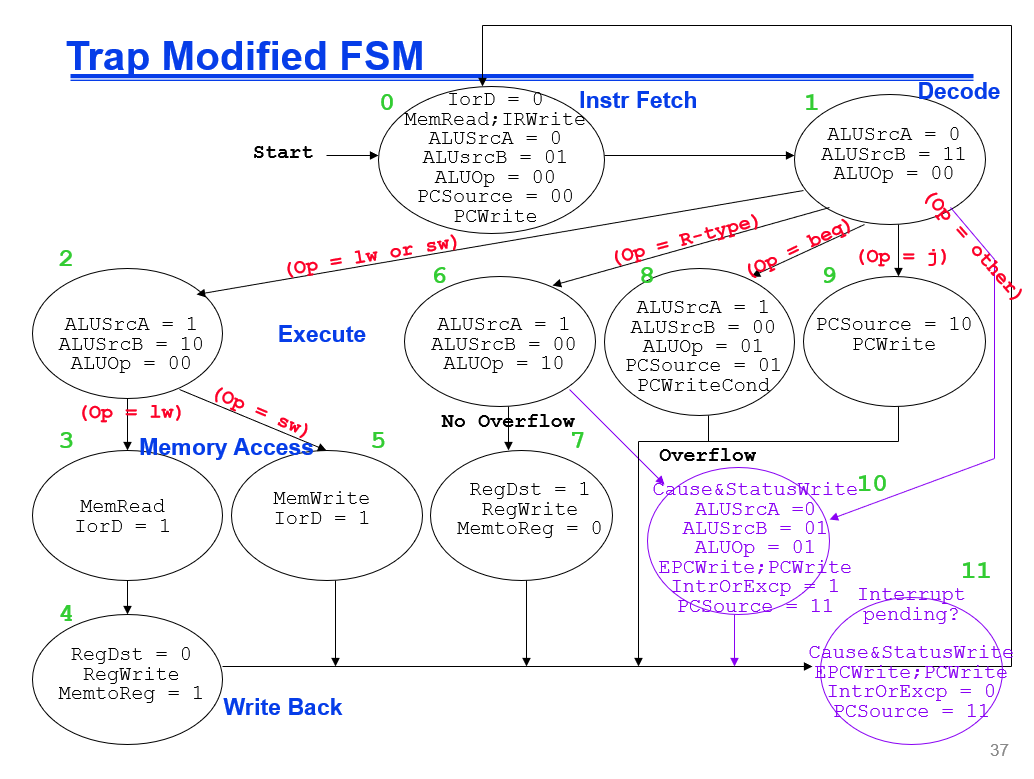 Trap Modified FSM
0
IorD = 0
MemRead;IRWrite
ALUSrcA = 0
ALUsrcB = 01
ALUOp = 00
PCSource = 00
PCWrite
Instr Fetch
Start
1
Decode
ALUSrcA = 0
ALUSrcB = 11
ALUOp = 00
(Op = lw or sw)
(Op = R-type)
(Op = beq)
(Op = j)
(Op = other)
2
ALUSrcA = 1
ALUSrcB = 10
ALUOp = 00
Execute
6
ALUSrcA = 1
ALUSrcB = 00
ALUOp = 10
8
ALUSrcA = 1
ALUSrcB = 00
ALUOp = 01
PCSource = 01
PCWriteCond
9
PCSource = 10
PCWrite
(Op = lw)
(Op = sw)
No Overflow
Overflow
3
Memory Access
MemRead
IorD = 1
5
MemWrite
IorD = 1
7
RegDst = 1
RegWrite
MemtoReg = 0
10
Cause&StatusWrite
ALUSrcA =0
ALUSrcB = 01
ALUOp = 01
EPCWrite;PCWrite
IntrOrExcp = 1
PCSource = 11
11
Interrupt
pending?
Cause&StatusWrite
EPCWrite;PCWrite
IntrOrExcp = 0
PCSource = 11
4
RegDst = 0
RegWrite
MemtoReg = 1
Write Back
37